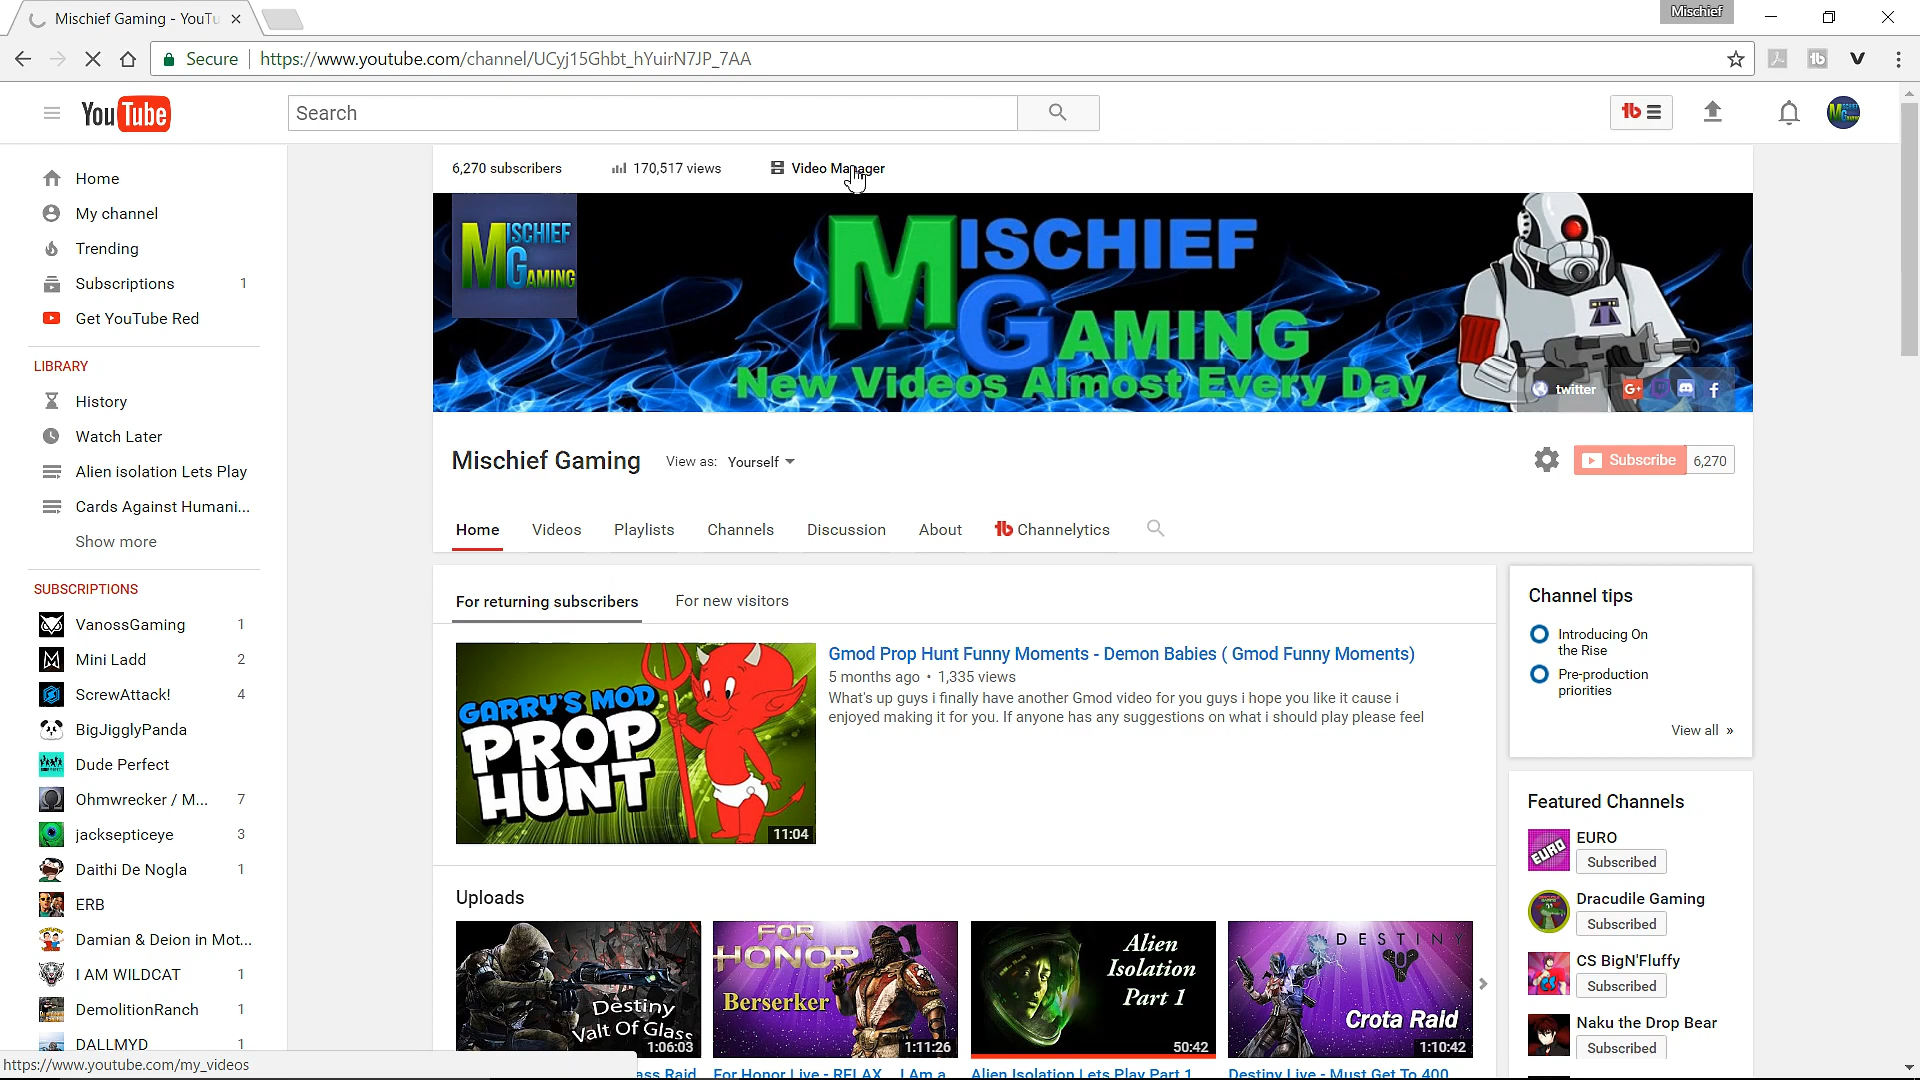 Mischief Gaming - YouTu
Mischief
Secure
https://www.youtube.com/channel/UCyj15Ghbt_hYuirN7JP_7AA
YouTube
Search
Home
My channel
Trending
Subscriptions 1
Get YouTube Red
LIBRARY
History
Watch Later
Alien isolation Lets Play
Cards Against Humani...
Show more
SUBSCRIPTIONS
VanossGaming 1
Mini Ladd 2
ScrewAttack! 4
BigJigglyPanda
Dude Perfect
Ohmwrecker / M... 7
jacksepticeye 3
Daithi De Nogla 1
ERB
Damian & Deion in Mot...
I AM WILDCAT 1
DemolitionRanch 1
DALLMYD 1
https://www.youtube.com/my_videos
6,270 subscribers
170,517 views
Video Manager
MISCHIEF
GAMING
MISCHIEF
GAMING
New Videos Almost Every Day
twitter
Mischief Gaming
View as: Yourself
Subscribe 6,270
Home
Videos
Playlists
Channels
Discussion
About
Channelytics
For returning subscribers
For new visitors
GARRY'S MOD
PROP
HUNT
11:04
Gmod Prop Hunt Funny Moments - Demon Babies ( Gmod Funny Moments)
5 months ago • 1,335 views
What's up guys i finally have another Gmod video for you guys i hope you like it cause i
enjoyed making it for you. If anyone has any suggestions on what i should play please feel
Uploads
Destiny
Valt Of Glass
1:06:03
ass Raid
FOR
HONOR
Berserker
1:11:26
For Honor Live - RELAX I Am a
Alien
Isolation
Part 1
50:42
Alien Isolation Lets Play Part 1
DESTINY
Crota Raid
1:10:42
Destiny Live - Must Get To 400
Channel tips
Introducing On
the Rise
Pre-production
priorities
View all »
Featured Channels
EURO
EURO
Subscribed
Dracudile Gaming
Subscribed
CS BigN'Fluffy
Subscribed
Naku the Drop Bear
Subscribed